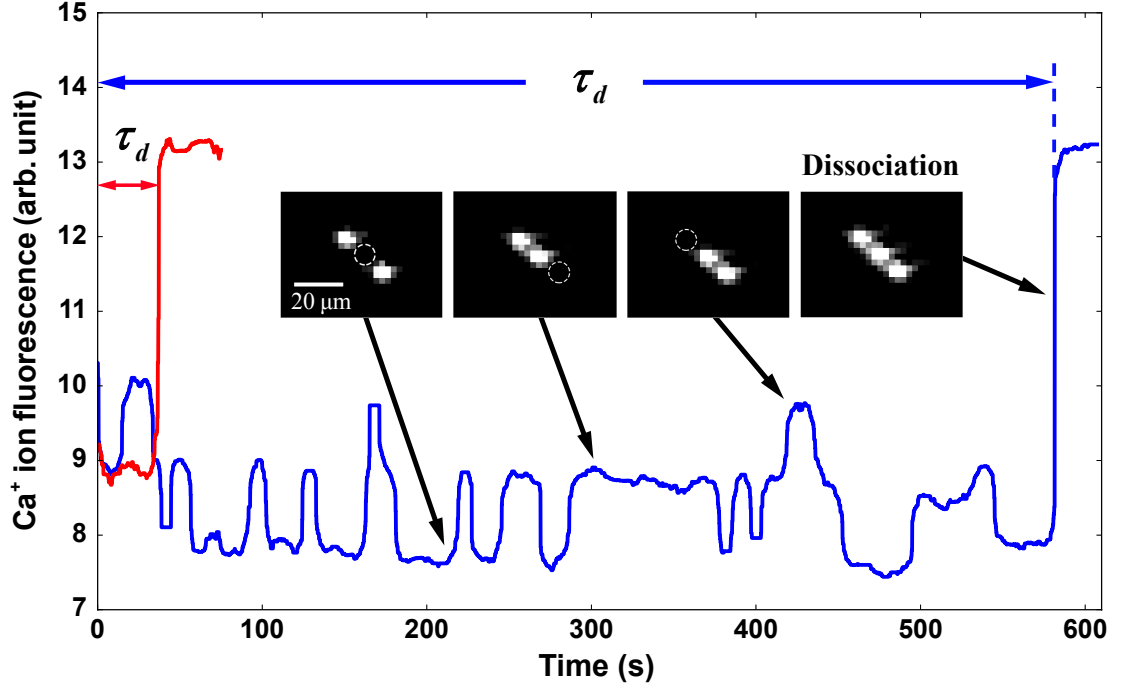 15
14
13
12
11
10
9
8
7
Ca⁺ ion fluorescence (arb. unit)
τd
τd
Dissociation
20 μm
0 100 200 300 400 500 600
Time (s)